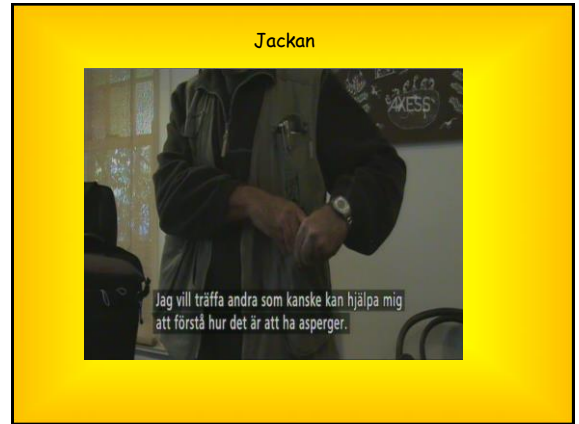 Jackan
AXESS
Jag vill träffa andra som kanske kan hjälpa mig
att förstå hur det är att ha asperger.